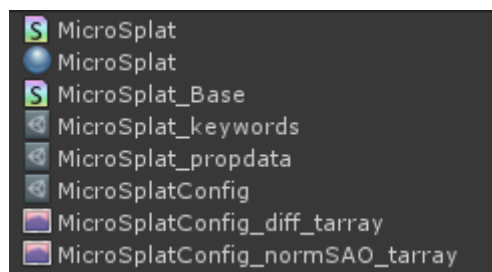 MicroSplat
MicroSplat
MicroSplat_Base
MicroSplat_keywords
MicroSplat_propdata
MicroSplatConfig
MicroSplatConfig_diff_tarray
MicroSplatConfig_normSAO_tarray